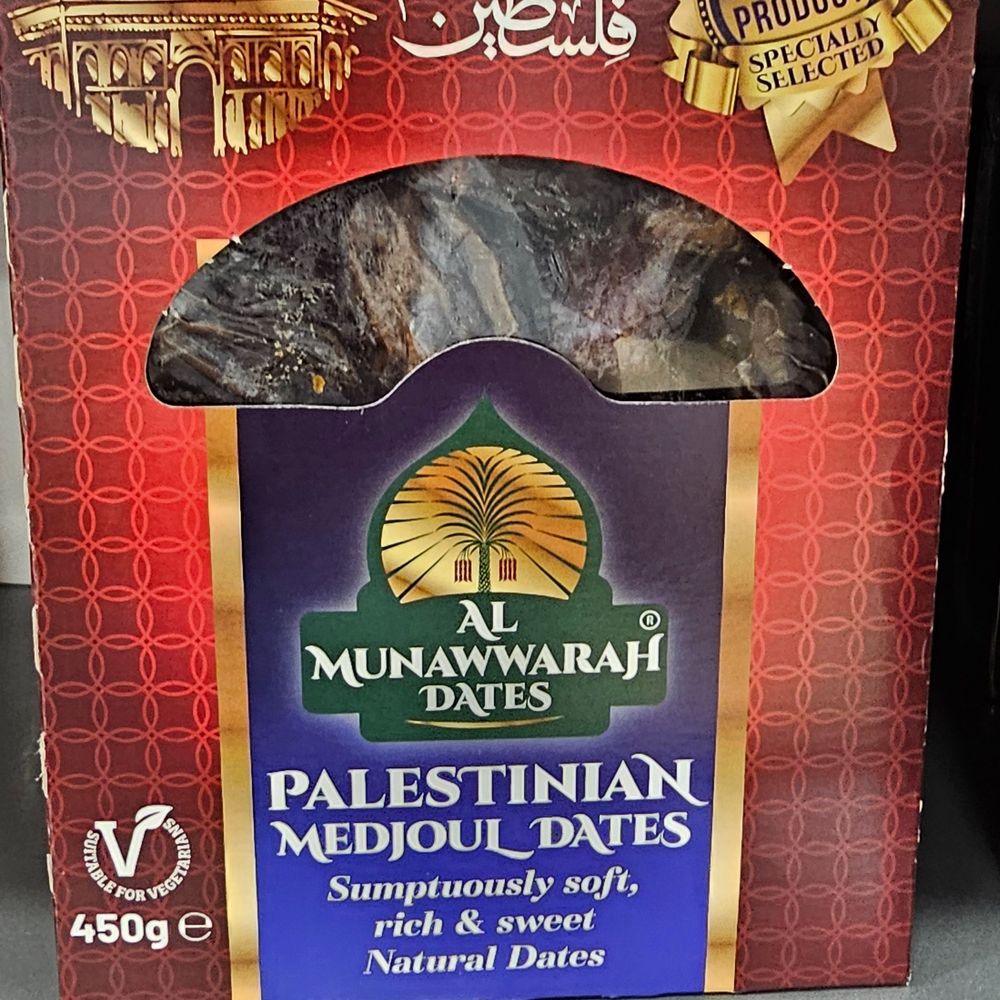 فلسطين
PRODUCT
SPECIALLY
SELECTED
AL
MUNAWWARAH®
DATES
PALESTINIAN
MEDJOUL DATES
Sumptuously soft,
rich & sweet
Natural Dates
V
SUITABLE FOR VEGETARIANS
450g ℮